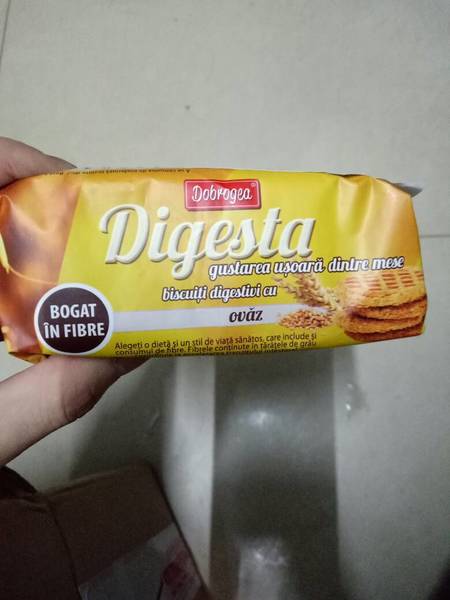 Dobrogea
Digesta
gustarea ușoară dintre mese
biscuiți digestivi cu
ovăz
BOGAT
ÎN FIBRE
Alegeți o dietă și un stil de viață sănătos, care include și
consumul de fibre. Fibrele conținute în tărâțele de grâu